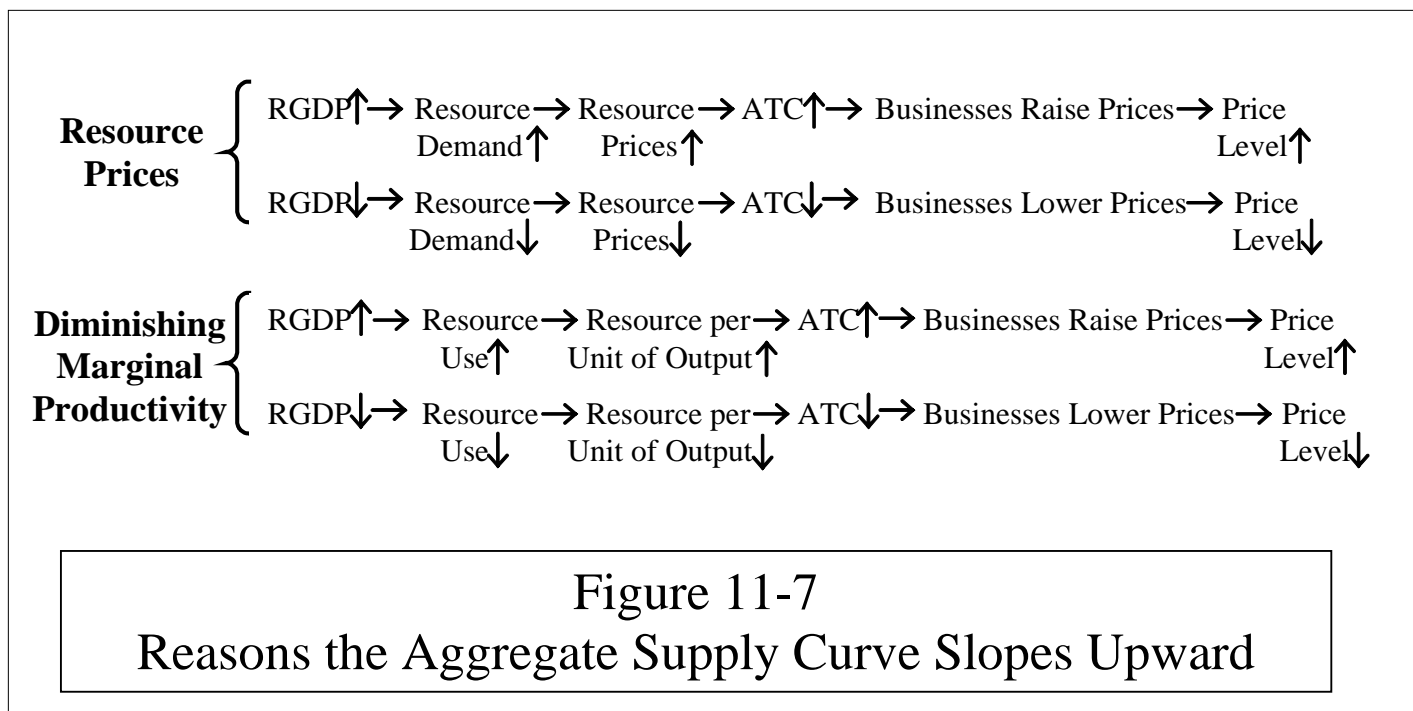 Resource
Prices
RGDP↑→ Resource → Resource → ATC↑→ Businesses Raise Prices → Price
Demand↑ Prices↑ Level↑
RGDP↓→ Resource → Resource → ATC↓→ Businesses Lower Prices → Price
Demand↓ Prices↓ Level↓
Diminishing
Marginal
Productivity
RGDP↑→ Resource → Resource per → ATC↑→ Businesses Raise Prices → Price
Use↑ Unit of Output↑ Level↑
RGDP↓→ Resource → Resource per → ATC↓→ Businesses Lower Prices → Price
Use↓ Unit of Output↓ Level↓
Figure 11-7
Reasons the Aggregate Supply Curve Slopes Upward